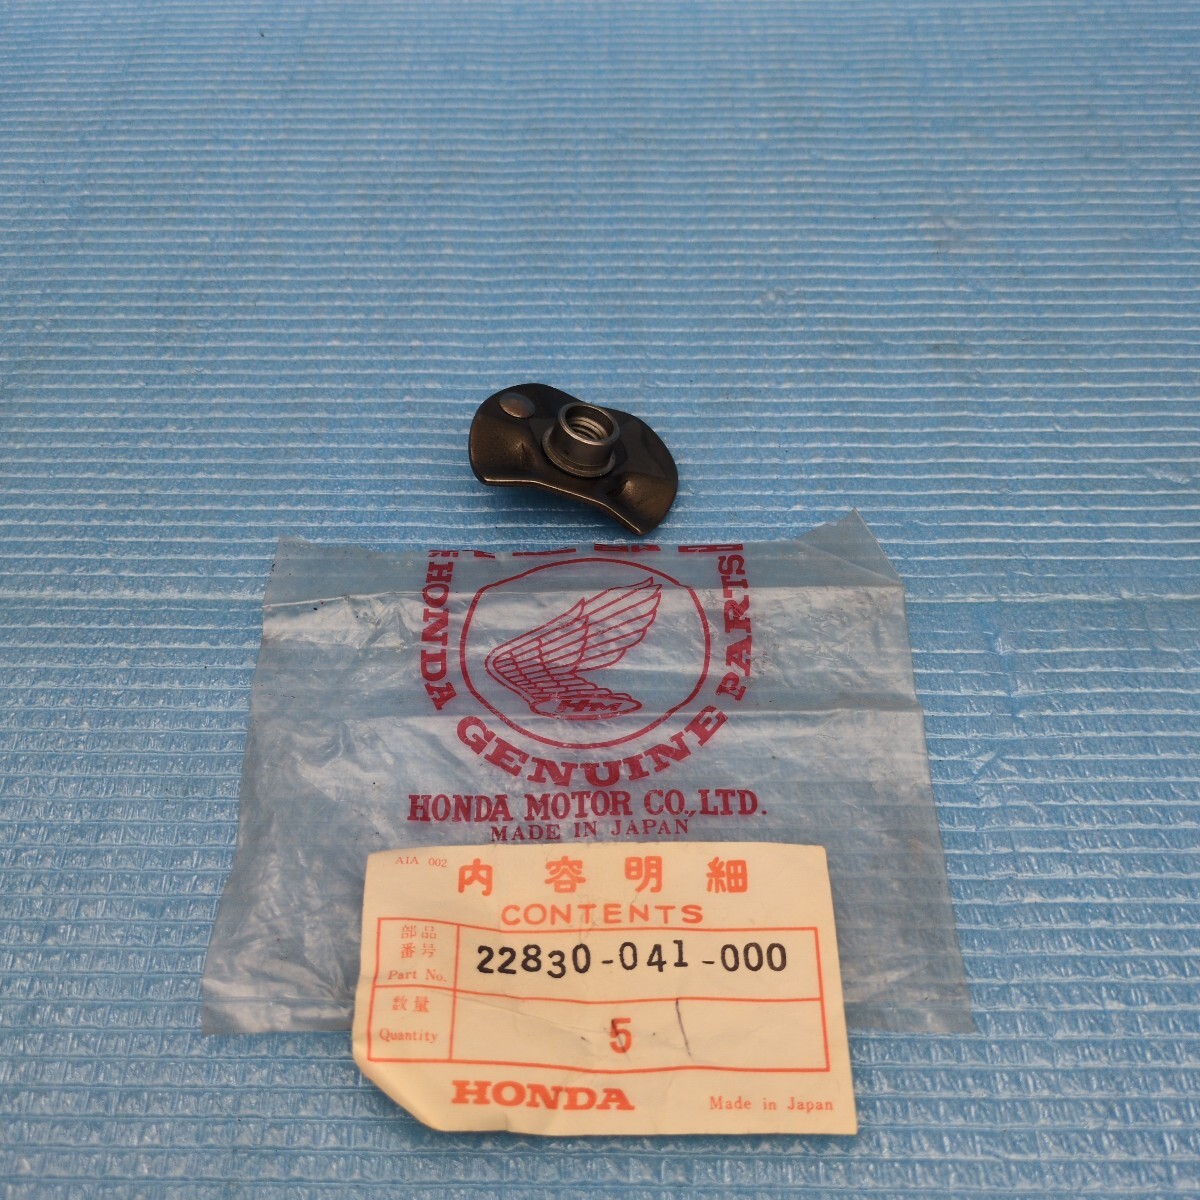 HONDA GENUINE PARTS
HM
HONDA MOTOR CO.,LTD.
MADE IN JAPAN
A1A 002
内容明細
CONTENTS
部品
番号
Part No.
22830-041-000
数量
Quantity
5
HONDA
Made in Japan